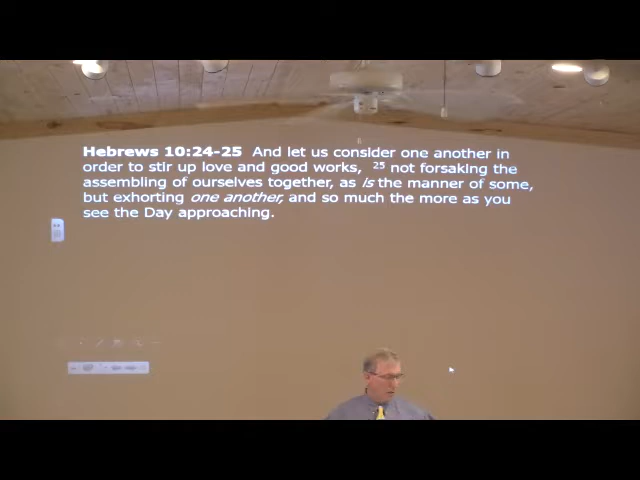 Hebrews 10:24-25 And let us consider one another in
order to stir up love and good works, 25 not forsaking the
assembling of ourselves together, as is the manner of some,
but exhorting one another, and so much the more as you
see the Day approaching.